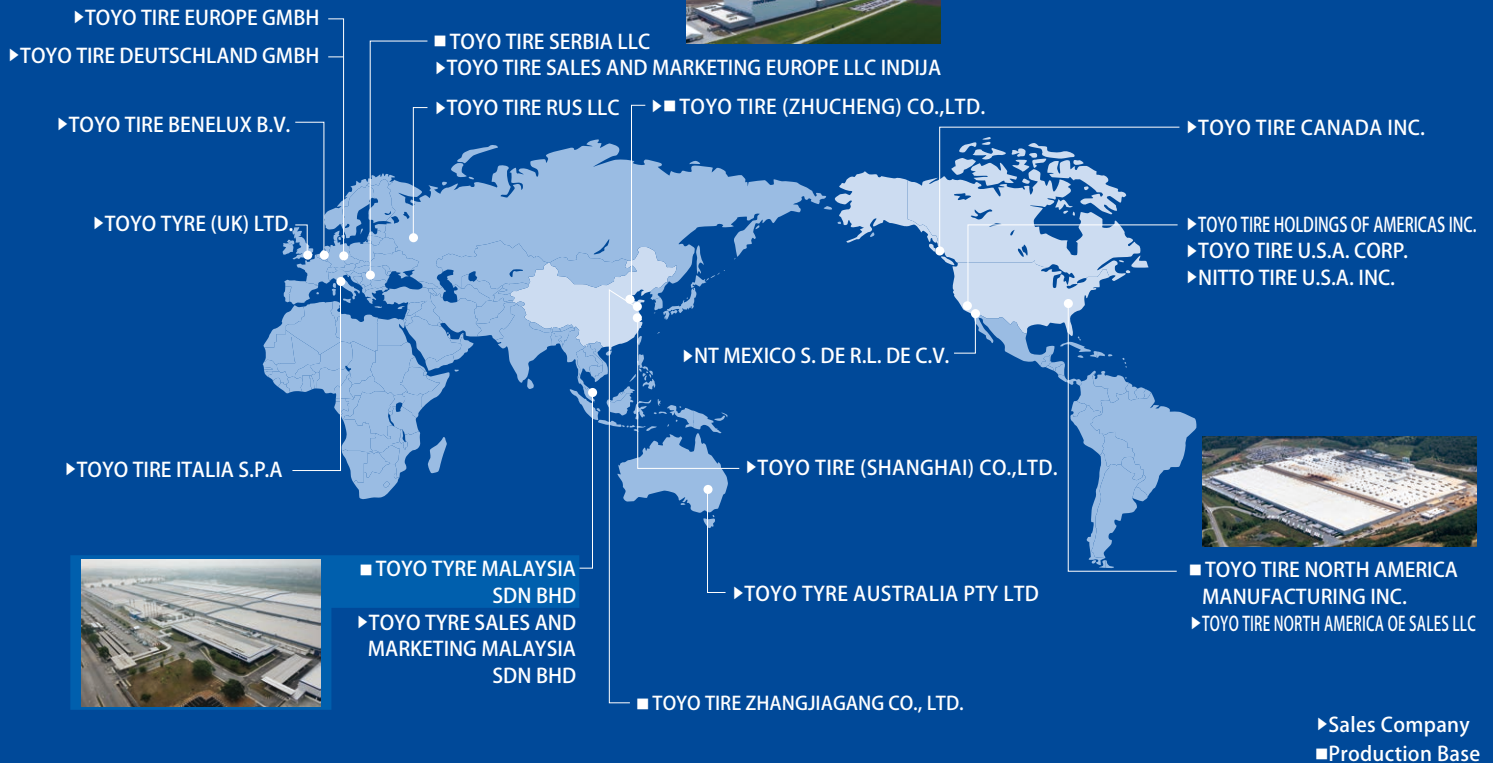 ▶TOYO TIRE EUROPE GMBH
▶TOYO TIRE DEUTSCHLAND GMBH
■ TOYO TIRE SERBIA LLC
▶TOYO TIRE SALES AND MARKETING EUROPE LLC INDIJA
▶TOYO TIRE RUS LLC
▶■ TOYO TIRE (ZHUCHENG) CO.,LTD.
▶TOYO TIRE BENELUX B.V.
▶TOYO TIRE CANADA INC.
▶TOYO TYRE (UK) LTD.
▶TOYO TIRE HOLDINGS OF AMERICAS INC.
▶TOYO TIRE U.S.A. CORP.
▶NITTO TIRE U.S.A. INC.
▶NT MEXICO S. DE R.L. DE C.V.
▶TOYO TIRE ITALIA S.P.A
▶TOYO TIRE (SHANGHAI) CO.,LTD.
■ TOYO TYRE MALAYSIA
SDN BHD
▶TOYO TYRE SALES AND
MARKETING MALAYSIA
SDN BHD
▶TOYO TYRE AUSTRALIA PTY LTD
■ TOYO TIRE NORTH AMERICA
MANUFACTURING INC.
▶TOYO TIRE NORTH AMERICA OE SALES LLC
■ TOYO TIRE ZHANGJIAGANG CO., LTD.
▶Sales Company
■Production Base